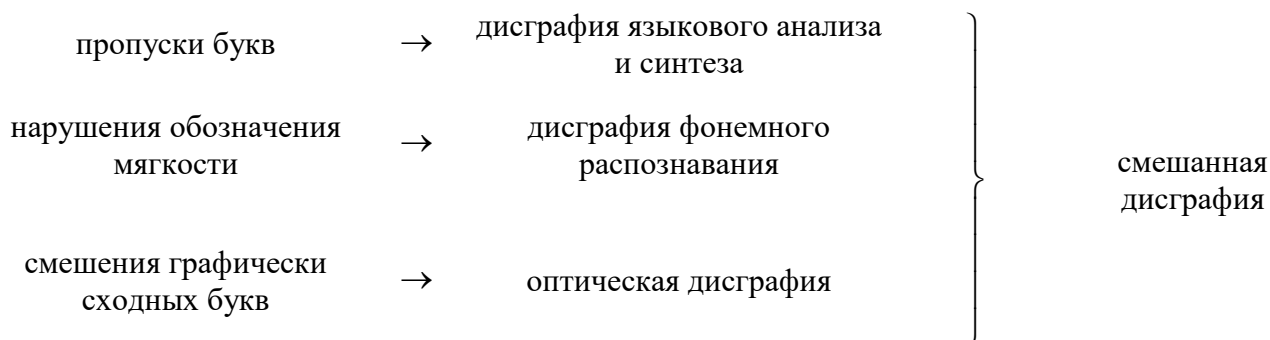 пропуски букв → дисграфия языкового анализа
и синтеза
нарушения обозначения
мягкости → дисграфия фонемного
распознавания
смешения графически
сходных букв → оптическая дисграфия
смешанная
дисграфия